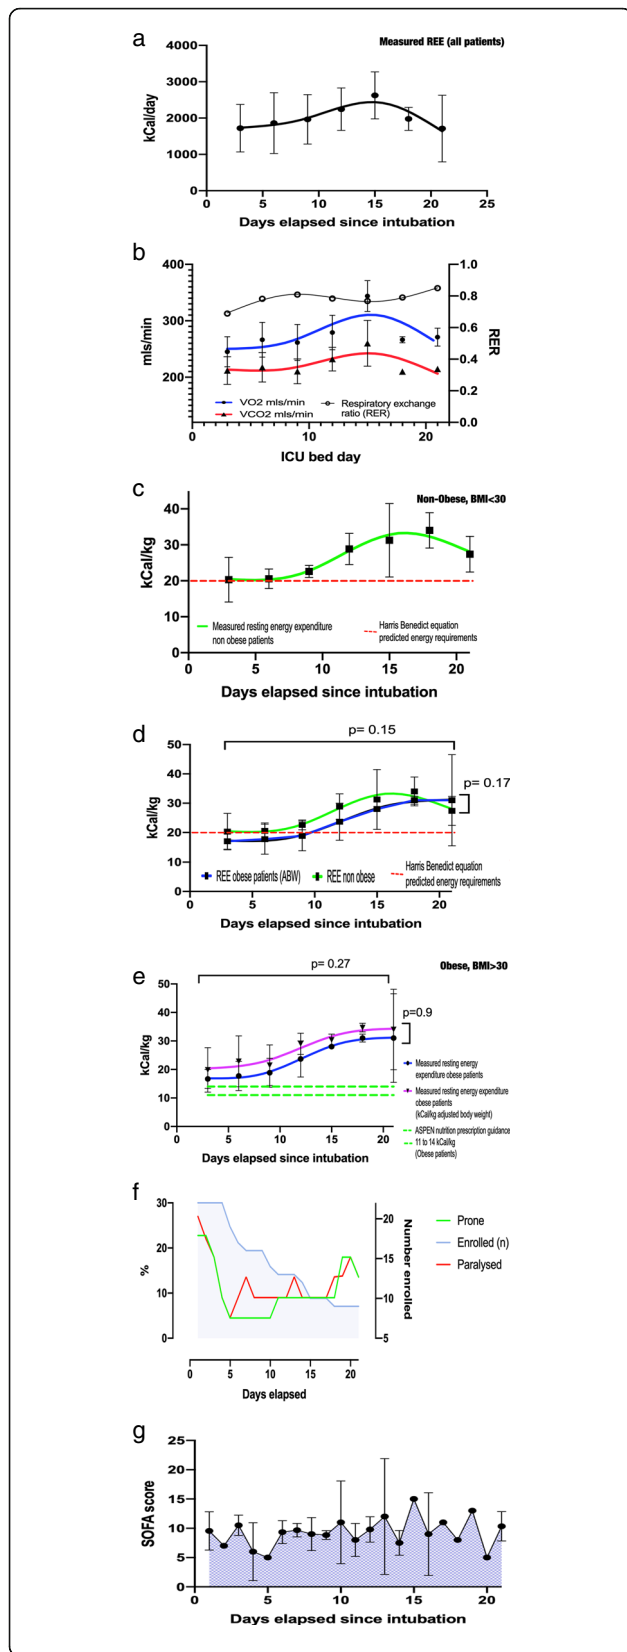 a
Measured REE (all patients)
4000
3000
2000
1000
0
kCal/day
0 5 10 15 20 25
Days elapsed since intubation
b
400
300
200
mls/min
1.0
0.8
0.6
0.4
0.2
0.0
RER
VO2 mls/min
VCO2 mls/min
Respiratory exchange
ratio (RER)
0 10 20
ICU bed day
c
Non-Obese, BMI<30
40
30
20
10
0
kCal/kg
Measured resting energy expenditure
non obese patients
Harris Benedict equation
predicted energy requirements
0 5 10 15 20
Days elapsed since intubation
d
p= 0.15
p= 0.17
50
40
30
20
10
0
kCal/kg
REE obese patients (ABW)
REE non obese
Harris Benedict equation
predicted energy requirements
0 5 10 15 20
Days elapsed since intubation
e
p= 0.27
Obese, BMI>30
p=0.9
50
40
30
20
10
0
kCal/kg
Measured resting energy
expenditure obese patients
Measured resting energy expenditure
obese patients
(kCal/kg adjusted body weight)
ASPEN nutrition prescription guidance
11 to 14 kCal/kg
(Obese patients)
0 5 10 15 20
Days elapsed since intubation
f
30
20
10
0
%
20
15
10
5
Number enrolled
Prone
Enrolled (n)
Paralysed
0 5 10 15 20
Days elapsed
g
25
20
15
10
5
0
SOFA score
0 5 10 15 20
Days elapsed since intubation